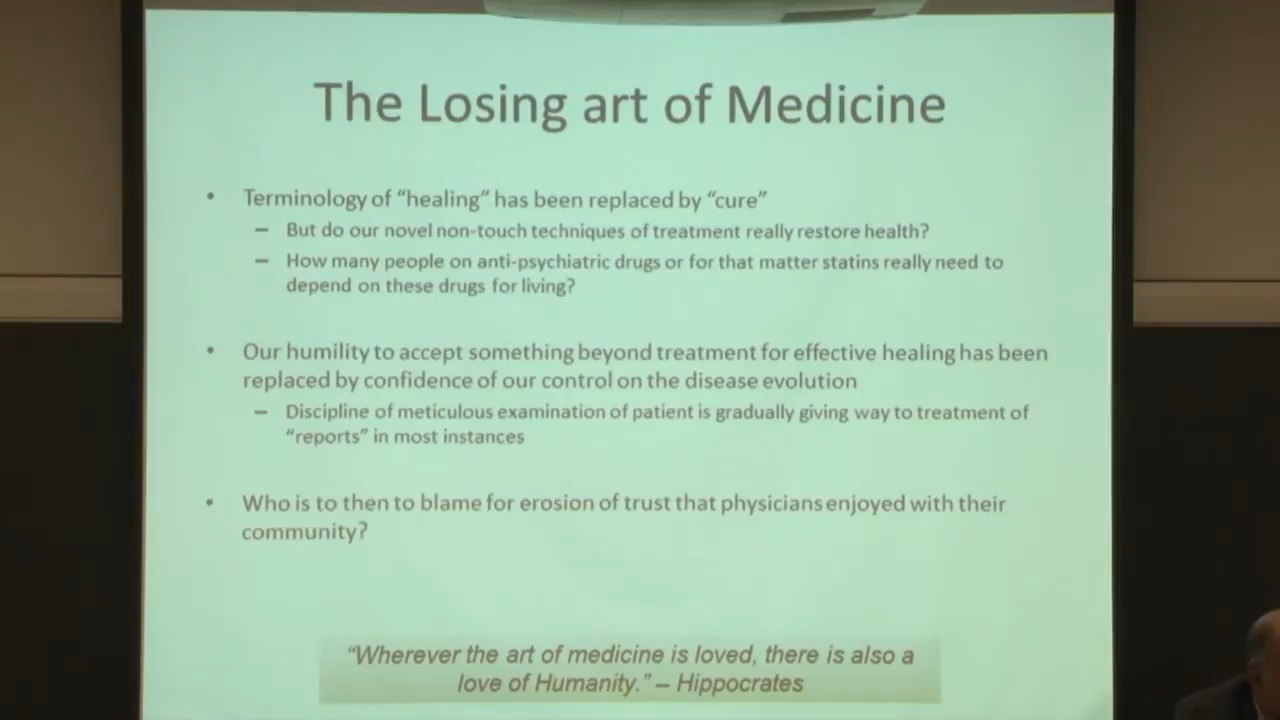 The Losing art of Medicine
• Terminology of “healing” has been replaced by “cure”
– But do our novel non-touch techniques of treatment really restore health?
– How many people on anti-psychiatric drugs or for that matter statins really need to
depend on these drugs for living?
• Our humility to accept something beyond treatment for effective healing has been
replaced by confidence of our control on the disease evolution
– Discipline of meticulous examination of patient is gradually giving way to treatment of
“reports” in most instances
• Who is to then to blame for erosion of trust that physicians enjoyed with their
community?
“Wherever the art of medicine is loved, there is also a
love of Humanity.” – Hippocrates